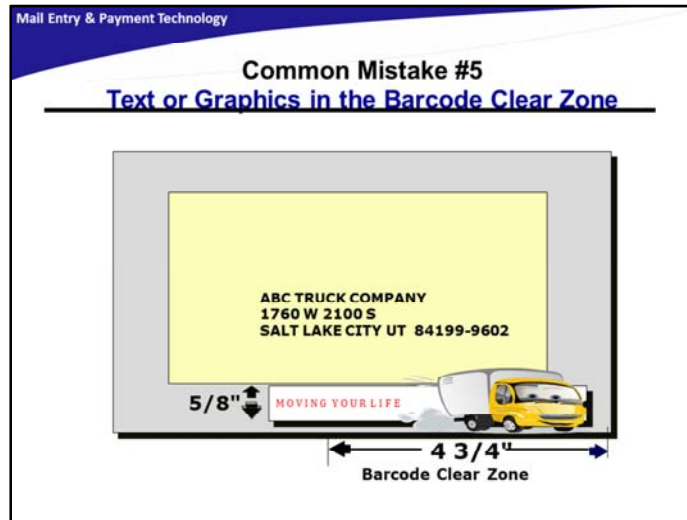 Mail Entry & Payment Technology
Common Mistake #5
Text or Graphics in the Barcode Clear Zone
ABC TRUCK COMPANY
1760 W 2100 S
SALT LAKE CITY UT 84199-9602
5/8"
MOVING YOUR LIFE
4 3/4"
Barcode Clear Zone